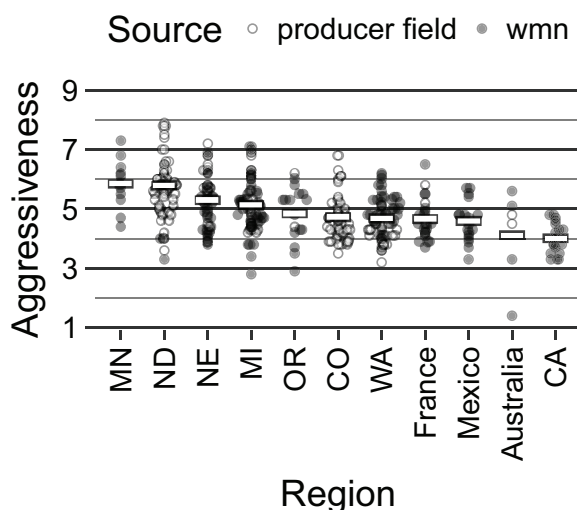 Source producer field wmn
Aggressiveness
9
7
5
3
1
MN ND NE MI OR CO WA France Mexico Australia CA
Region